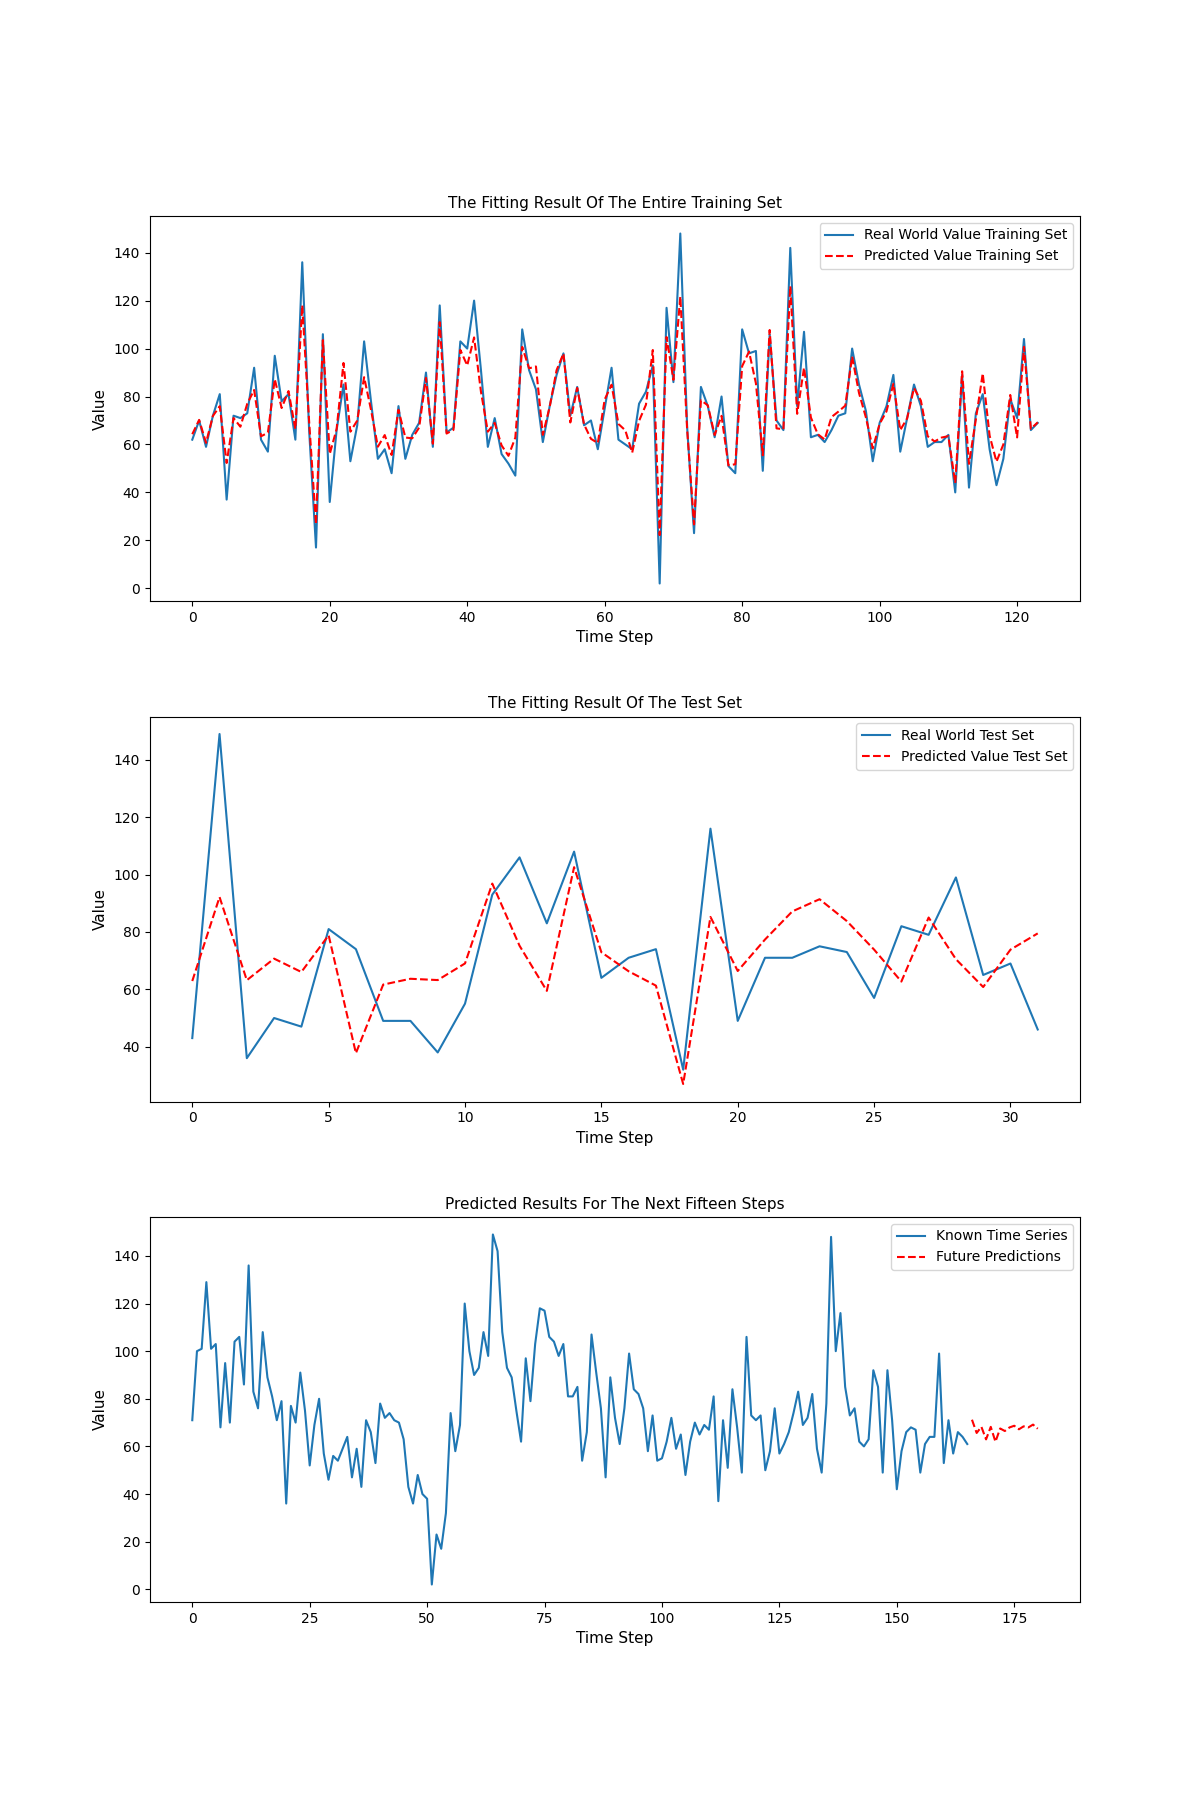 The Fitting Result Of The Entire Training Set
Real World Value Training Set
Predicted Value Training Set
140
120
100
80
60
40
20
0
Value
0 20 40 60 80 100 120
Time Step
The Fitting Result Of The Test Set
Real World Test Set
Predicted Value Test Set
140
120
100
80
60
40
Value
0 5 10 15 20 25 30
Time Step
Predicted Results For The Next Fifteen Steps
Known Time Series
Future Predictions
140
120
100
80
60
40
20
0
Value
0 25 50 75 100 125 150 175
Time Step